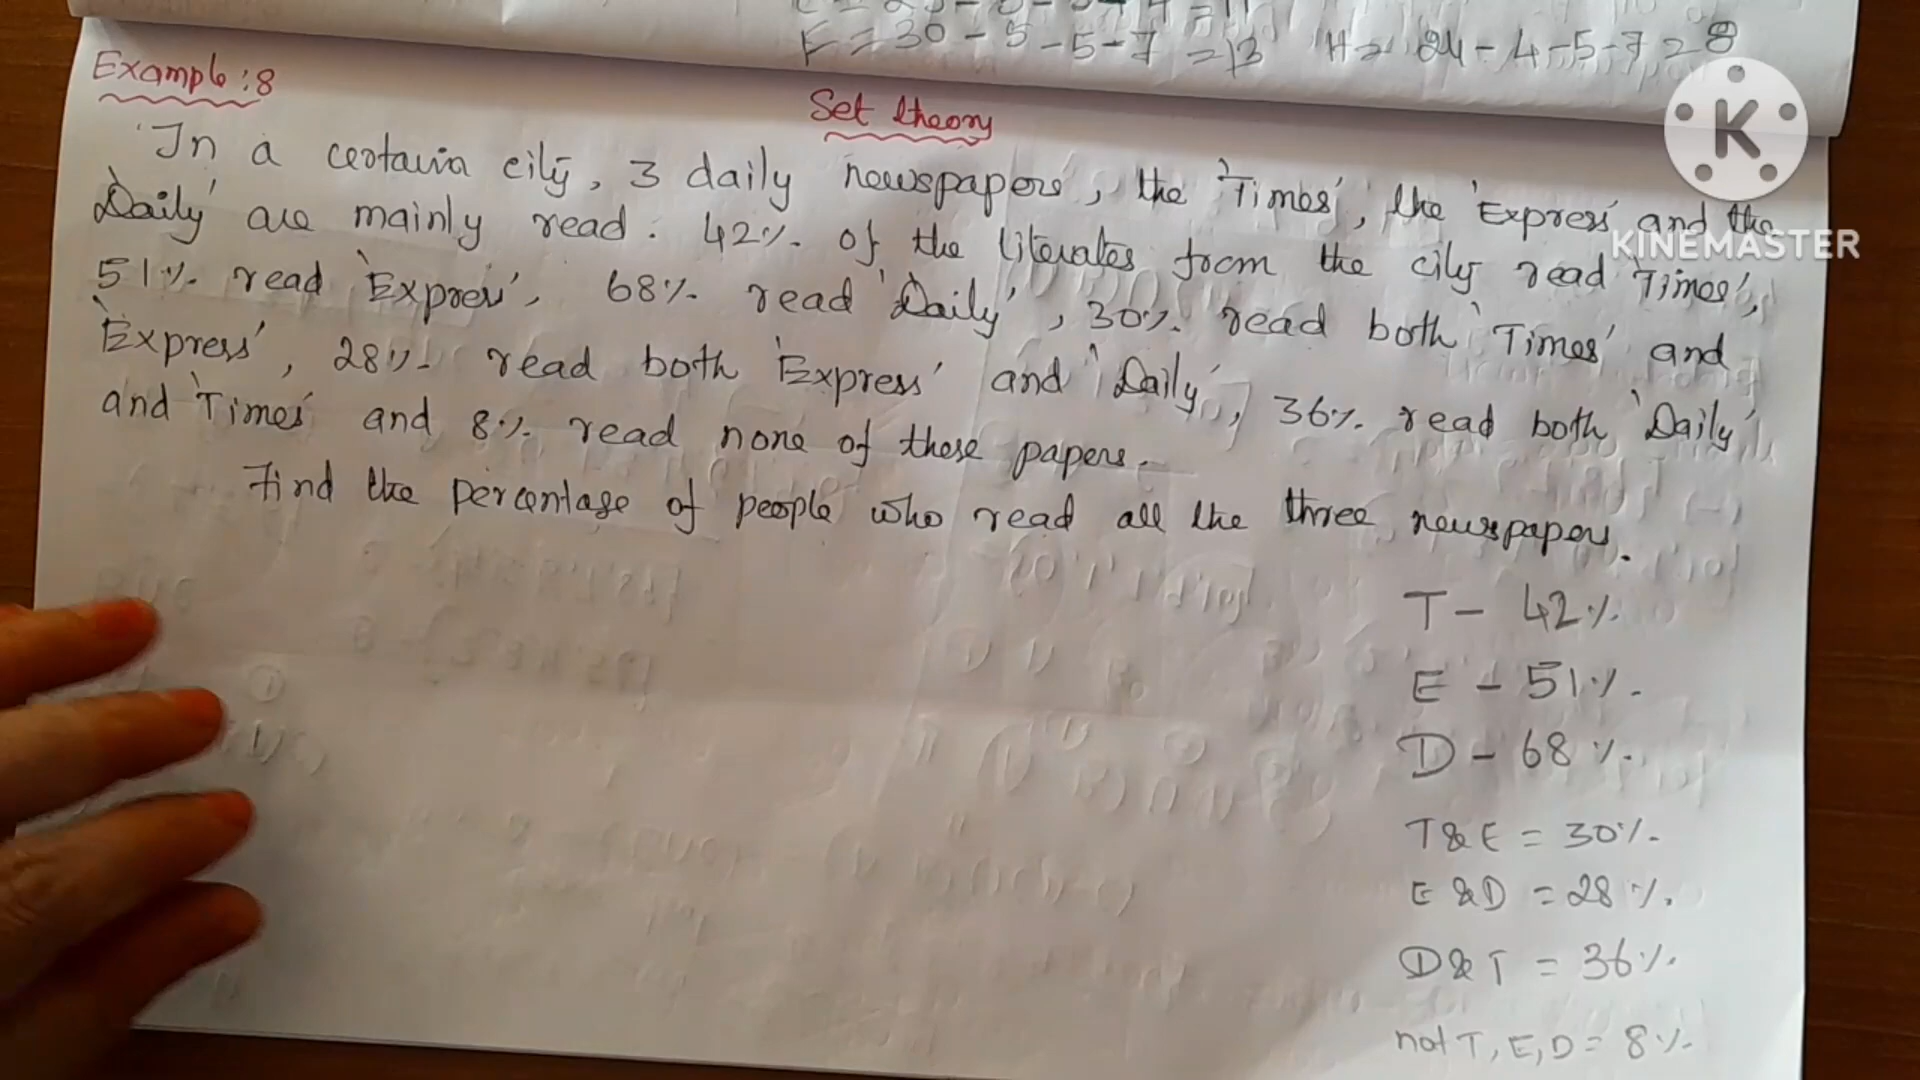 F = 30 - 5 - 5 - 7 = 13 H = 24 - 4 - 5 - 7 = 8
Example : 8
Set theory
K
KINEMASTER
In a certain city, 3 daily newspapers, the 'Times', the 'Express' and the
'Daily' are mainly read. 42% of the literates from the city read 'Times',
51% read 'Express', 68% read 'Daily', 30% read both 'Times' and
'Express', 28% read both 'Express' and 'Daily', 36% read both 'Daily'
and 'Times' and 8% read none of these papers.
Find the percentage of people who read all the three newspapers.
T - 42%
E - 51%.
D - 68%.
T & E = 30%.
E & D = 28%.
D & T = 36%.
not T, E, D = 8%